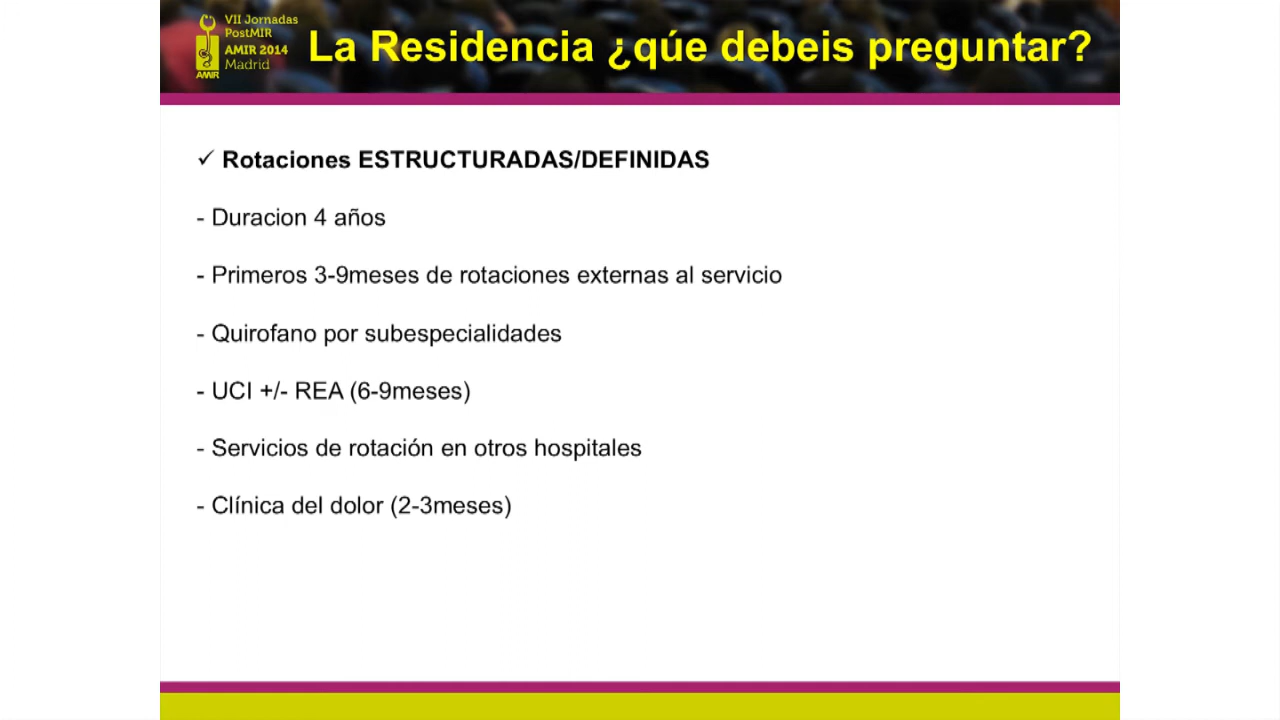 VII Jornadas
PostMIR
AMIR 2014
Madrid
AMIR
La Residencia ¿qúe debeis preguntar?
✓ Rotaciones ESTRUCTURADAS/DEFINIDAS
- Duracion 4 años
- Primeros 3-9meses de rotaciones externas al servicio
- Quirofano por subespecialidades
- UCI +/- REA (6-9meses)
- Servicios de rotación en otros hospitales
- Clínica del dolor (2-3meses)